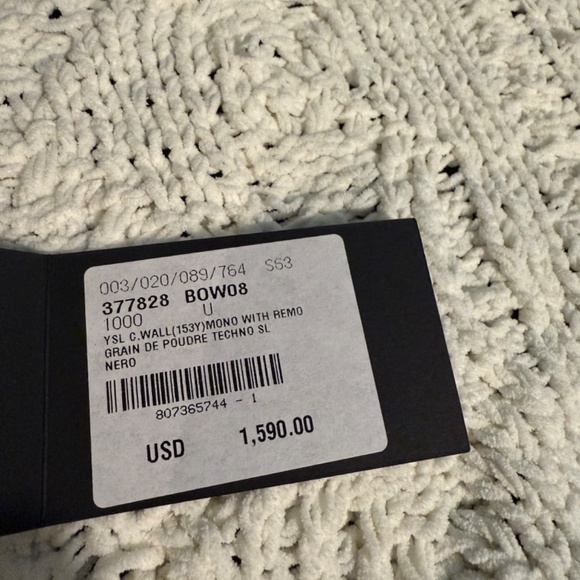 003/020/089/764 S63
377828 BOW08
1000 U
YSL C.WALL(153Y)MONO WITH REMO
GRAIN DE POUDRE TECHNO SL
NERO
807365744 - 1
USD 1,590.00